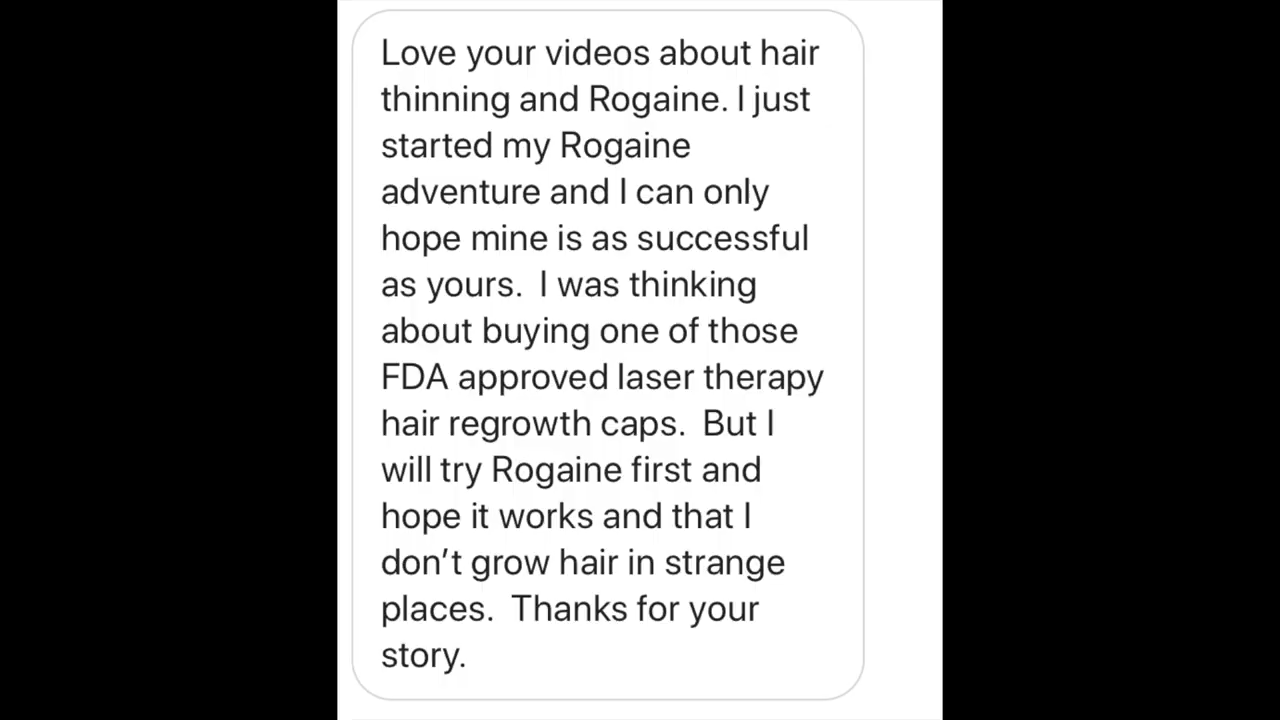 Love your videos about hair
thinning and Rogaine. I just
started my Rogaine
adventure and I can only
hope mine is as successful
as yours.  I was thinking
about buying one of those
FDA approved laser therapy
hair regrowth caps.  But I
will try Rogaine first and
hope it works and that I
don’t grow hair in strange
places.  Thanks for your
story.